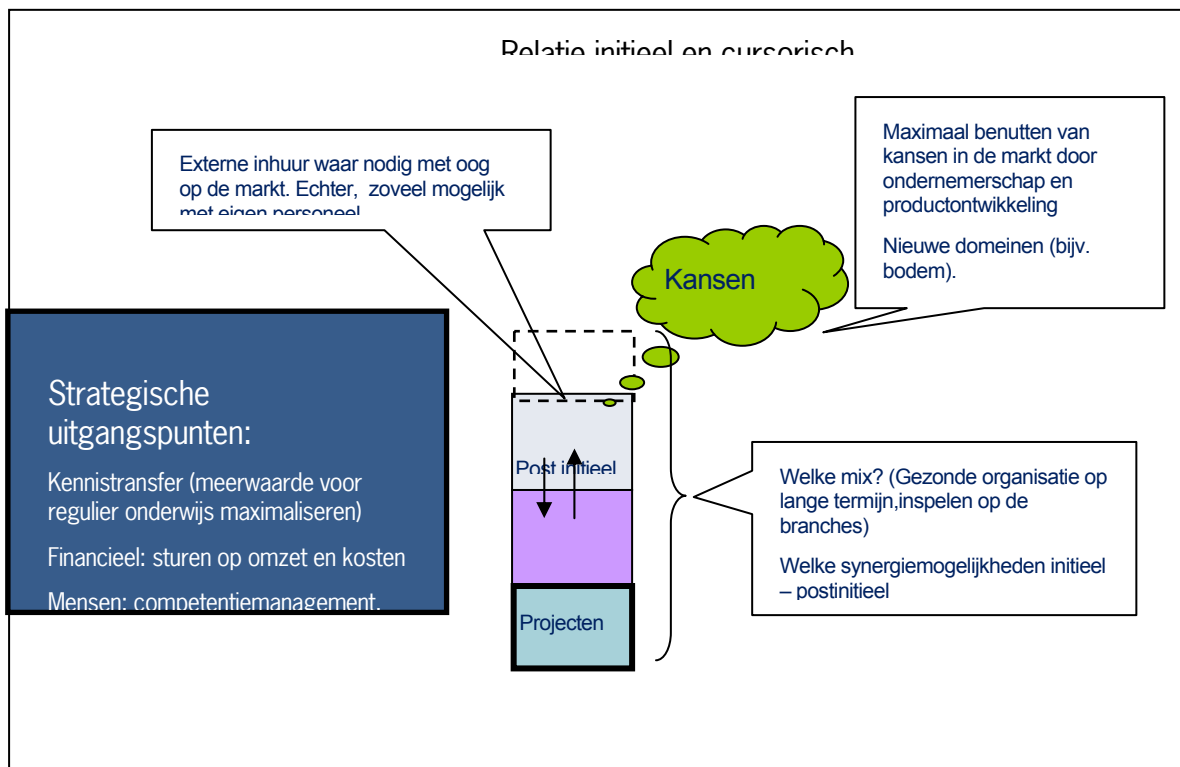 Relatie initieel en cursorisch
Externe inhuur waar nodig met oog
op de markt. Echter, zoveel mogelijk
met eigen personeel
Maximaal benutten van
kansen in de markt door
ondernemerschap en
productontwikkeling
Nieuwe domeinen (bijv.
bodem).
Kansen
Strategische
uitgangspunten:
Kennistransfer (meerwaarde voor
regulier onderwijs maximaliseren)
Financieel: sturen op omzet en kosten
Mensen: competentiemanagement,
Post initieel
Projecten
Welke mix? (Gezonde organisatie op
lange termijn,inspelen op de
branches)
Welke synergiemogelijkheden initieel
– postinitieel